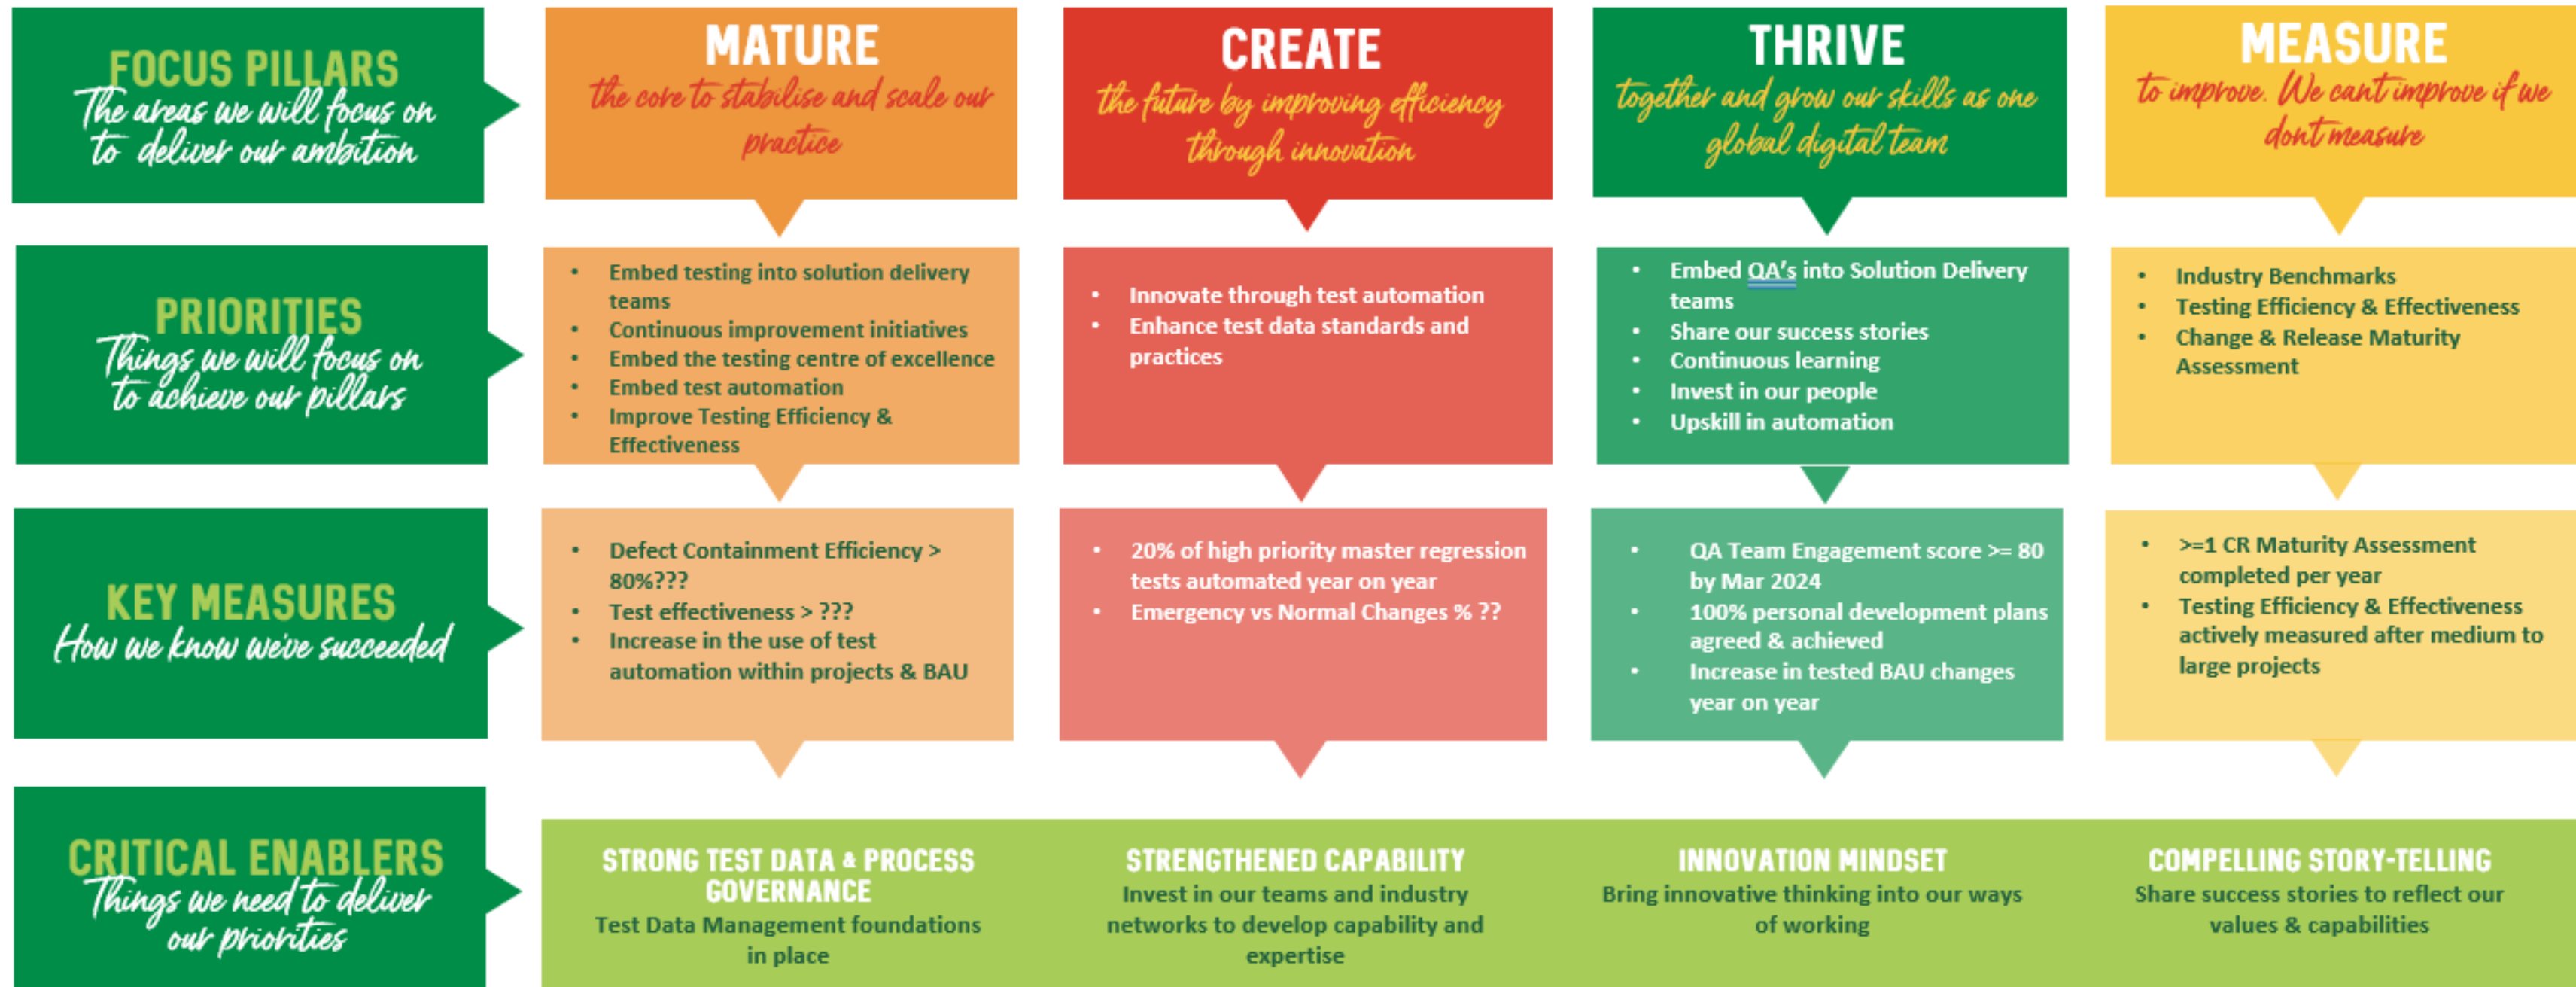 FOCUS PILLARS
The areas we will focus on
to deliver our ambition
MATURE
the core to stabilise and scale our
practice
CREATE
the future by improving efficiency
through innovation
THRIVE
together and grow our skills as one
global digital team
MEASURE
to improve. We cant improve if we
dont measure
PRIORITIES
Things we will focus on
to achieve our pillars
• Embed testing into solution delivery
teams
• Continuous improvement initiatives
• Embed the testing centre of excellence
• Embed test automation
• Improve Testing Efficiency &
Effectiveness
• Innovate through test automation
• Enhance test data standards and
practices
• Embed QA's into Solution Delivery
teams
• Share our success stories
• Continuous learning
• Invest in our people
• Upskill in automation
• Industry Benchmarks
• Testing Efficiency & Effectiveness
• Change & Release Maturity
Assessment
KEY MEASURES
How we know we've succeeded
• Defect Containment Efficiency >
80%???
• Test effectiveness > ???
• Increase in the use of test
automation within projects & BAU
• 20% of high priority master regression
tests automated year on year
• Emergency vs Normal Changes % ??
• QA Team Engagement score >= 80
by Mar 2024
• 100% personal development plans
agreed & achieved
• Increase in tested BAU changes
year on year
• >=1 CR Maturity Assessment
completed per year
• Testing Efficiency & Effectiveness
actively measured after medium to
large projects
CRITICAL ENABLERS
Things we need to deliver
our priorities
STRONG TEST DATA & PROCESS
GOVERNANCE
Test Data Management foundations
in place
STRENGTHENED CAPABILITY
Invest in our teams and industry
networks to develop capability and
expertise
INNOVATION MINDSET
Bring innovative thinking into our ways
of working
COMPELLING STORY-TELLING
Share success stories to reflect our
values & capabilities